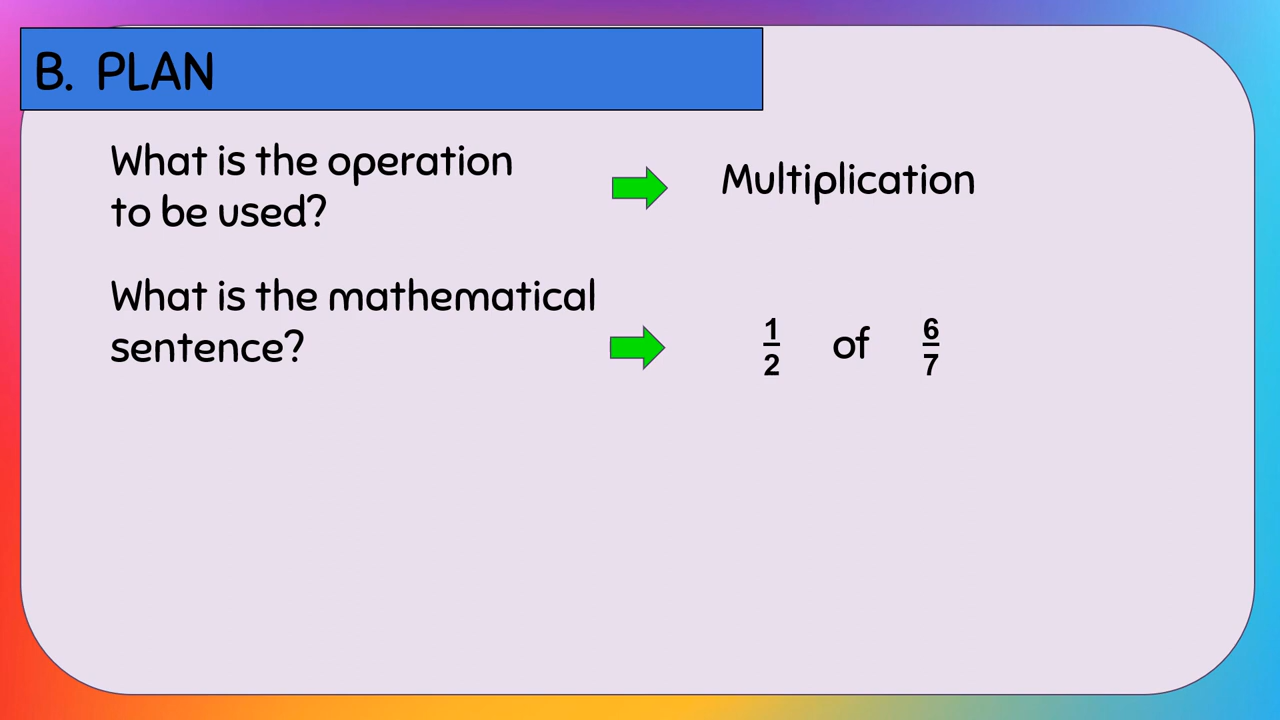 B. PLAN
What is the operation
to be used?
Multiplication
What is the mathematical
sentence?
1/2 of 6/7